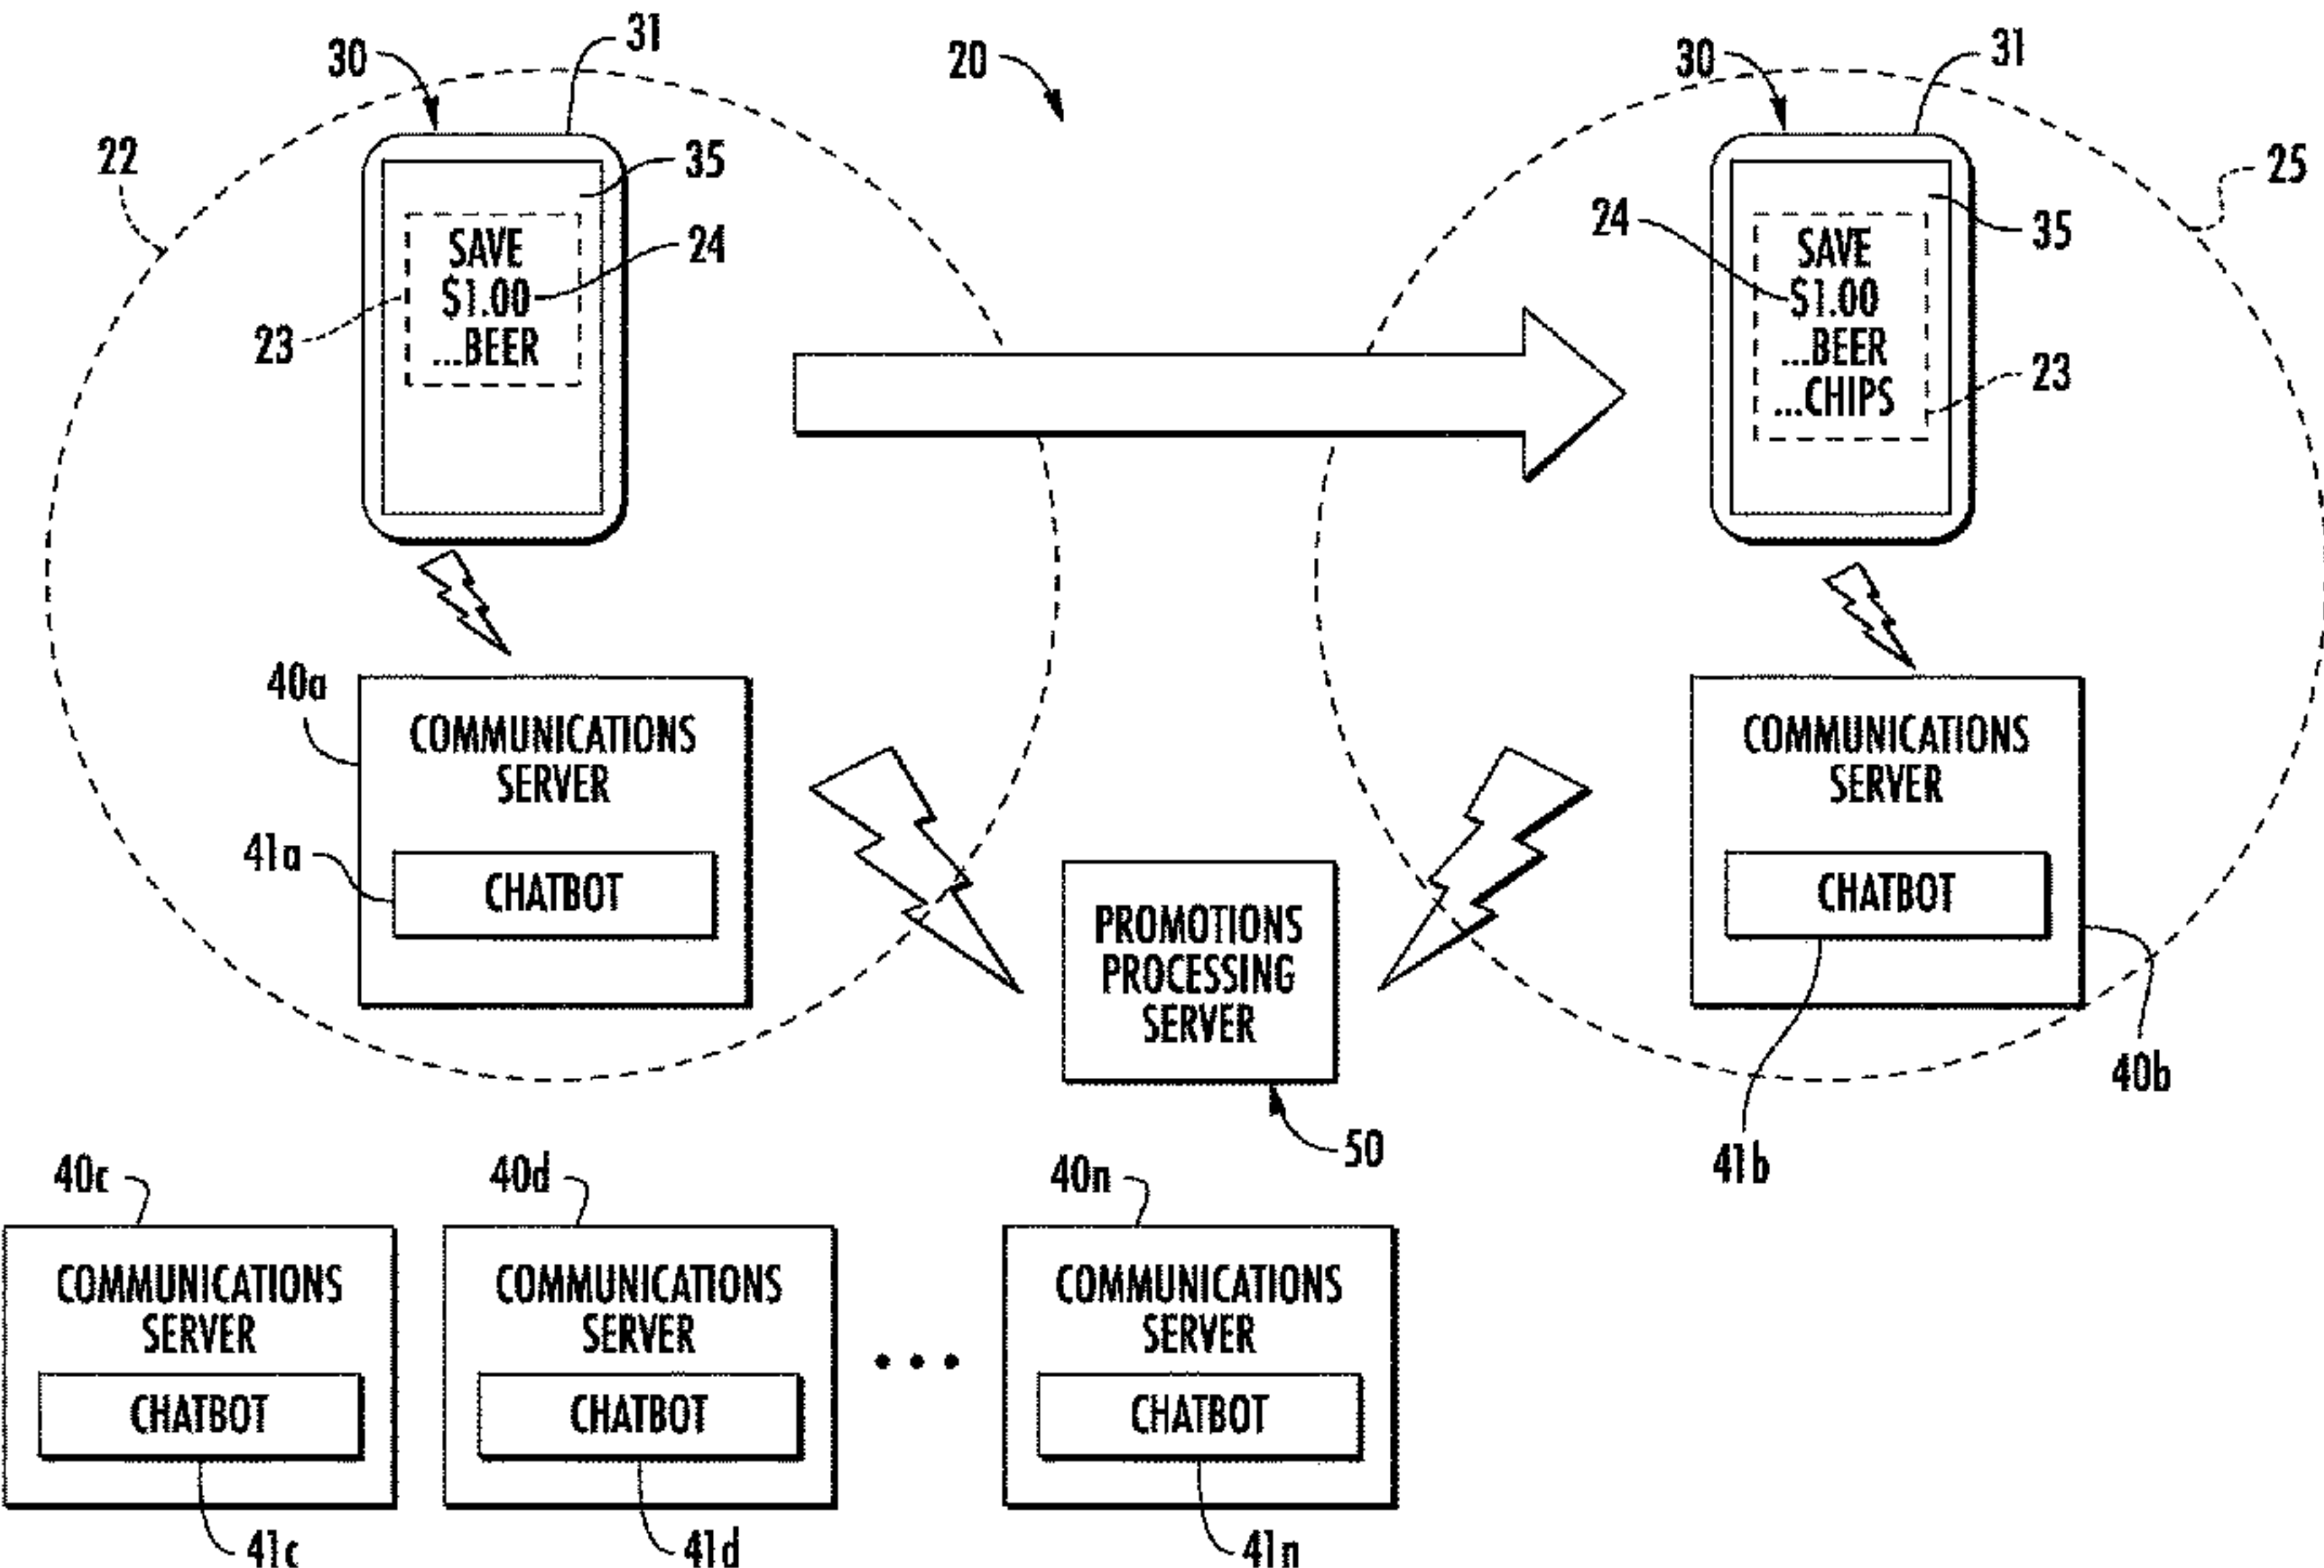 30
31
20
30
31
22
35
25
24
35
SAVE
$1.00
...BEER
24
23
SAVE
$1.00
...BEER
...CHIPS
23
40a
COMMUNICATIONS
SERVER
41a
CHATBOT
COMMUNICATIONS
SERVER
CHATBOT
PROMOTIONS
PROCESSING
SERVER
40b
50
41b
40c
40d
40n
COMMUNICATIONS
SERVER
CHATBOT
41c
COMMUNICATIONS
SERVER
CHATBOT
41d
COMMUNICATIONS
SERVER
CHATBOT
41n